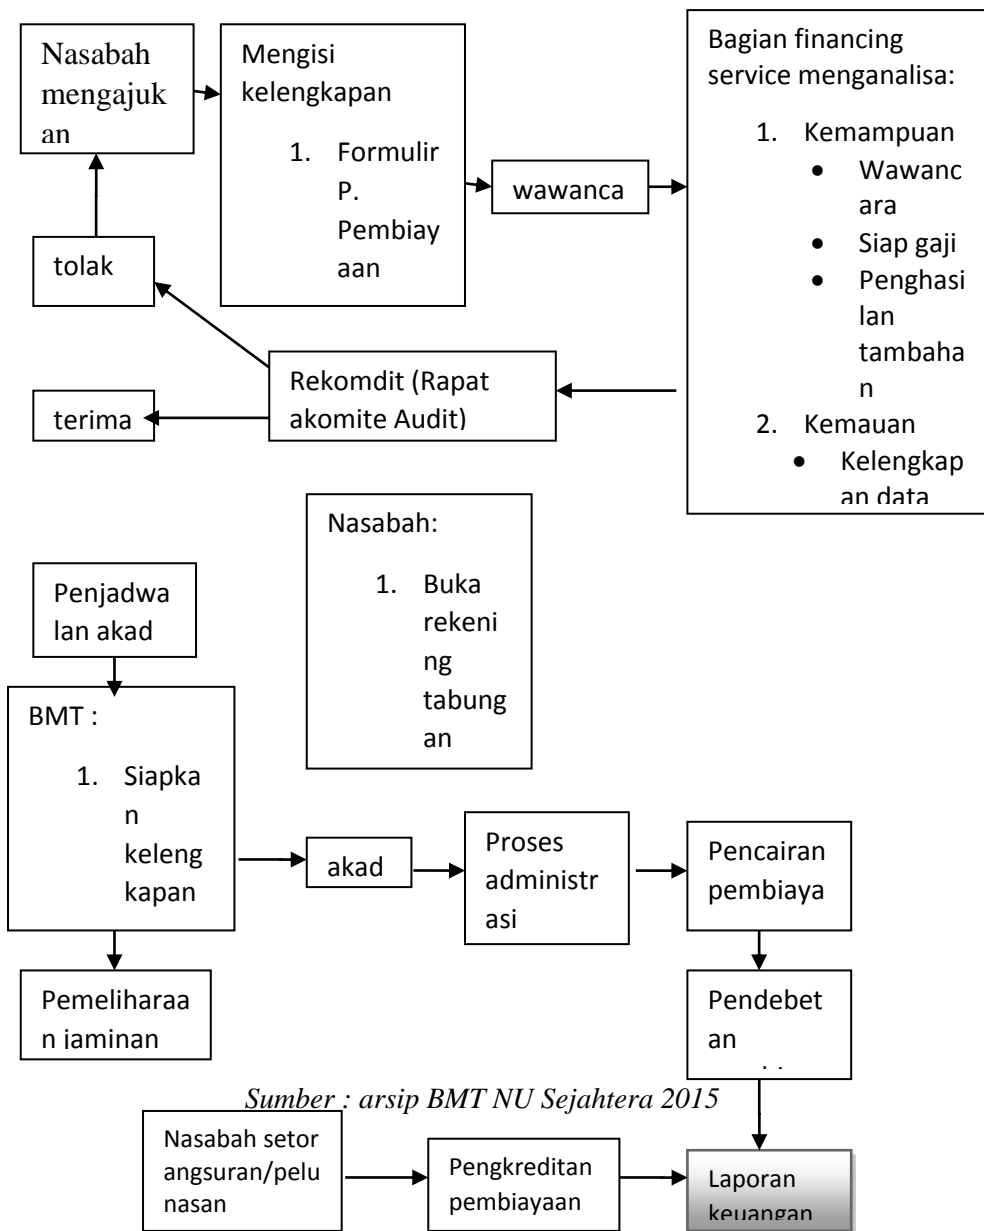 Nasabah
mengajuk
an
Mengisi
kelengkapan
1. Formulir
P.
Pembiay
aan
wawanca
Bagian financing
service menganalisa:
1. Kemampuan
• Wawanc
ara
• Siap gaji
• Penghasi
lan
tambaha
n
2. Kemauan
• Kelengkap
an data
tolak
Rekomdit (Rapat
akomite Audit)
terima
Nasabah:
1. Buka
rekeni
ng
tabung
an
Penjadwa
lan akad
BMT :
1. Siapka
n
keleng
kapan
akad
Proses
administr
asi
Pencairan
pembiaya
Pemeliharaa
n jaminan
Pendebet
an
Sumber : arsip BMT NU Sejahtera 2015
Nasabah setor
angsuran/pelu
nasan
Pengkreditan
pembiayaan
Laporan
keuangan